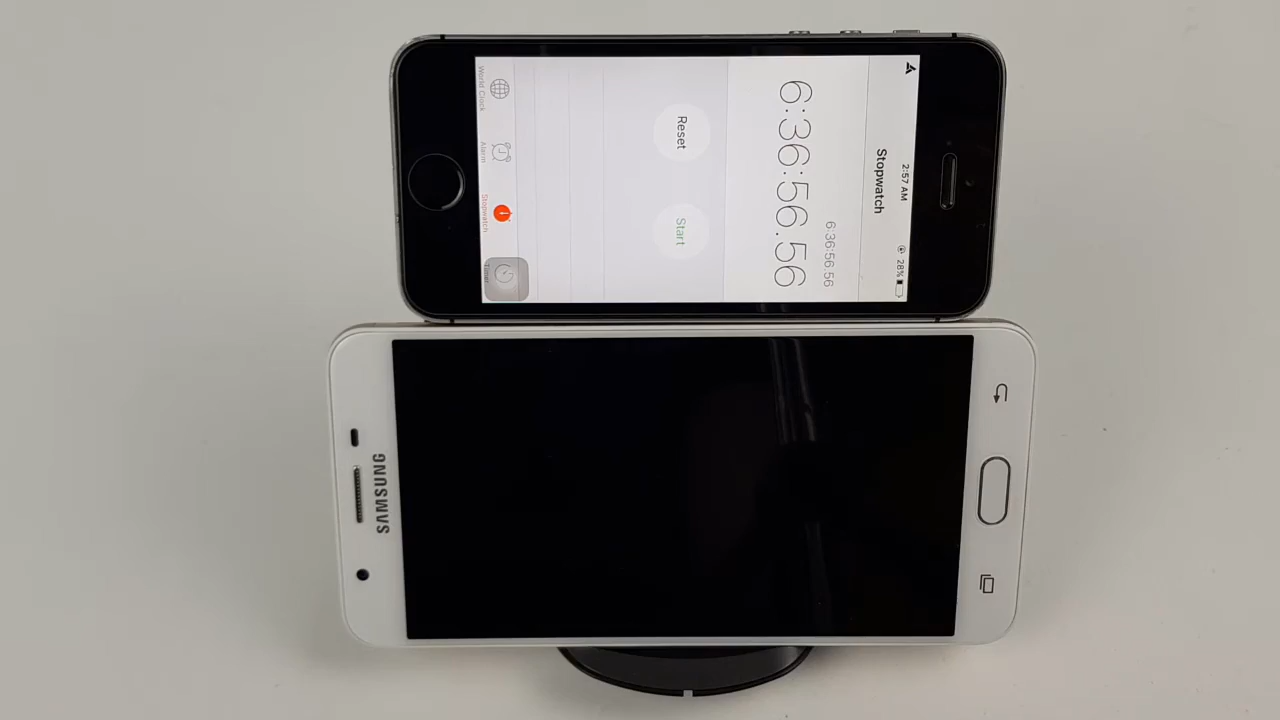 2:57 AM
28%
Stopwatch
6:36:56.56
6:36:56.56
Reset
Start
World Clock
Alarm
Stopwatch
Timer
SAMSUNG